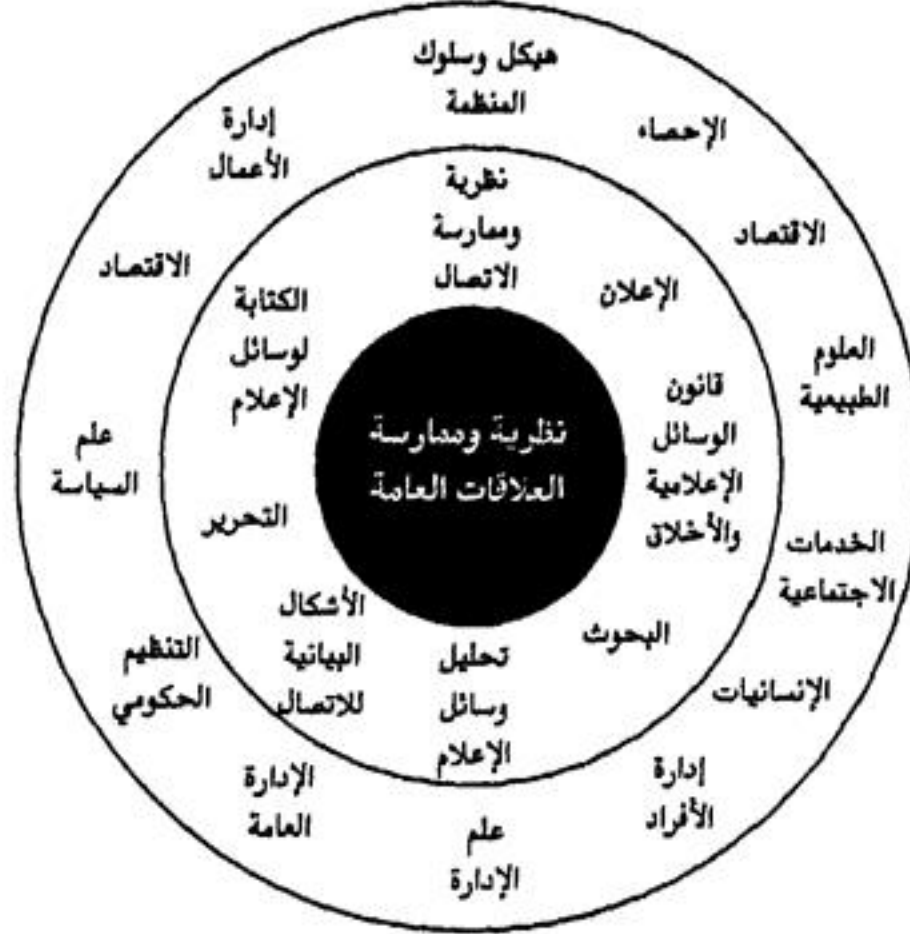 هيكل وسلوك
المنظمة
الإحصاء
الاقتصاد
العلوم
الطبيعية
الخدمات
الاجتماعية
الإنسانيات
إدارة
الأفراد
علم
الإدارة
الإدارة
العامة
التنظيم
الحكومي
علم
السياسة
الاقتصاد
إدارة
الأعمال
نظرية
وممارسة
الاتصال
الإعلان
قانون
الوسائل
الإعلامية
والأخلاق
البحوث
تحليل
وسائل
الإعلام
الأشكال
البيانية
للاتصال
التحرير
الكتابة
لوسائل
الإعلام
نظرية وممارسة
العلاقات العامة